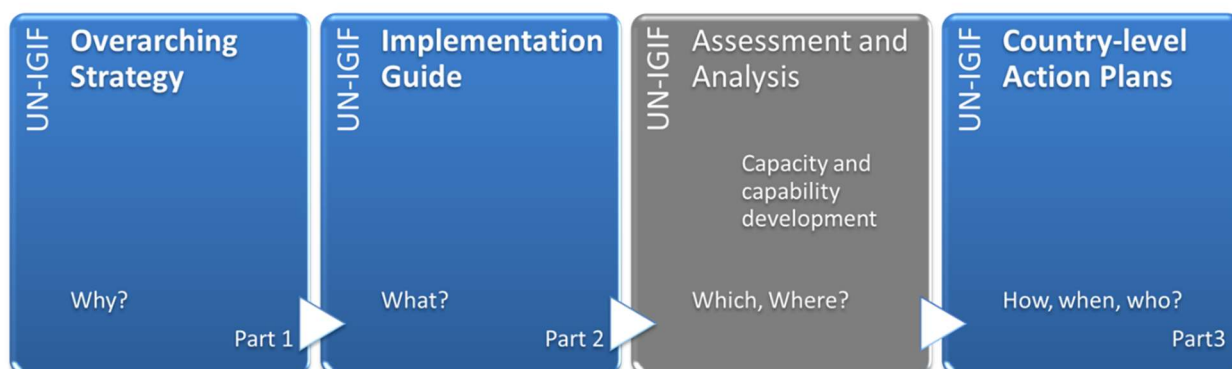 UN-IGIF
Overarching
Strategy
Why?
Part 1
UN-IGIF
Implementation
Guide
What?
Part 2
UN-IGIF
Assessment and
Analysis
Capacity and
capability
development
Which, Where?
UN-IGIF
Country-level
Action Plans
How, when, who?
Part3